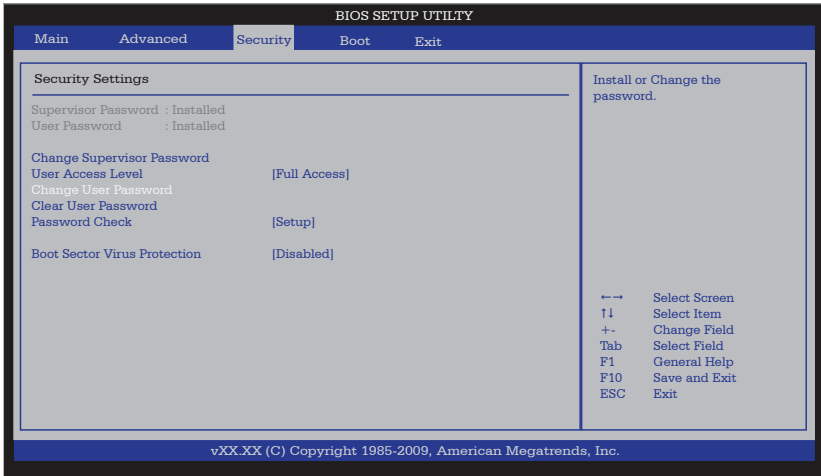 BIOS SETUP UTILTY
Main Advanced Security Boot Exit
Security Settings
Supervisor Password : Installed
User Password : Installed
Change Supervisor Password
User Access Level [Full Access]
Change User Password
Clear User Password
Password Check [Setup]
Boot Sector Virus Protection [Disabled]
Install or Change the
password.
←→ Select Screen
↑↓ Select Item
+- Change Field
Tab Select Field
F1 General Help
F10 Save and Exit
ESC Exit
vXX.XX (C) Copyright 1985-2009, American Megatrends, Inc.